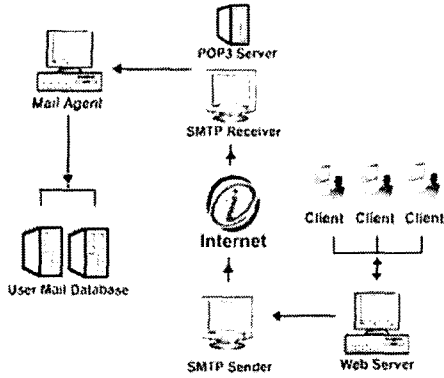 POP3 Server
Mail Agent
SMTP Receiver
Internet
Client Client Client
User Mail Database
SMTP Sender
Web Server